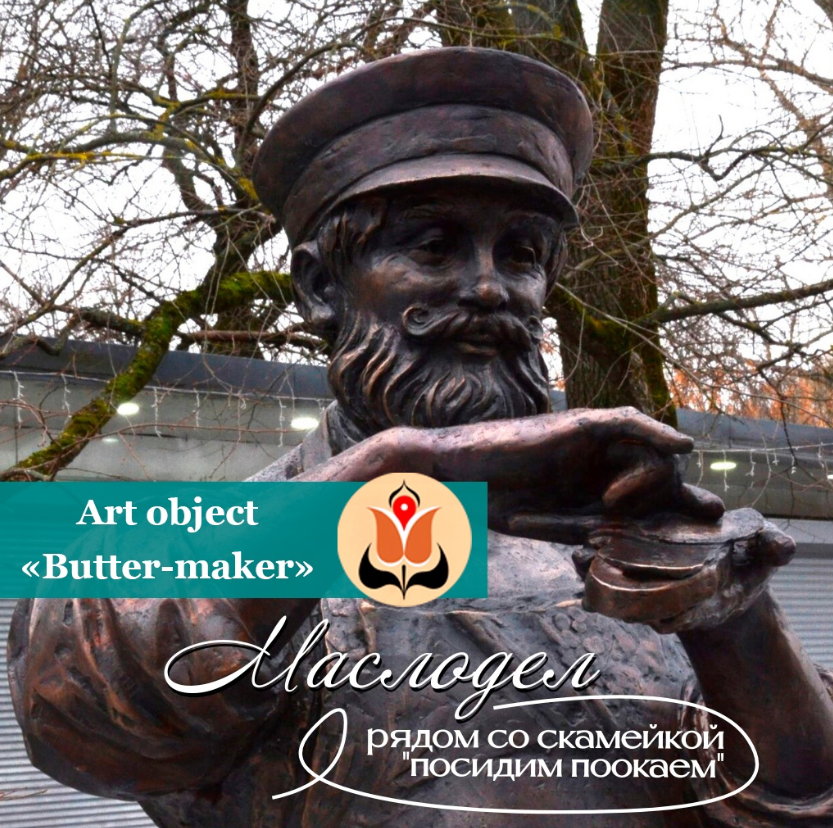 Art object
«Butter-maker»
Маслодел
рядом со скамейкой
"посидим поокаем"